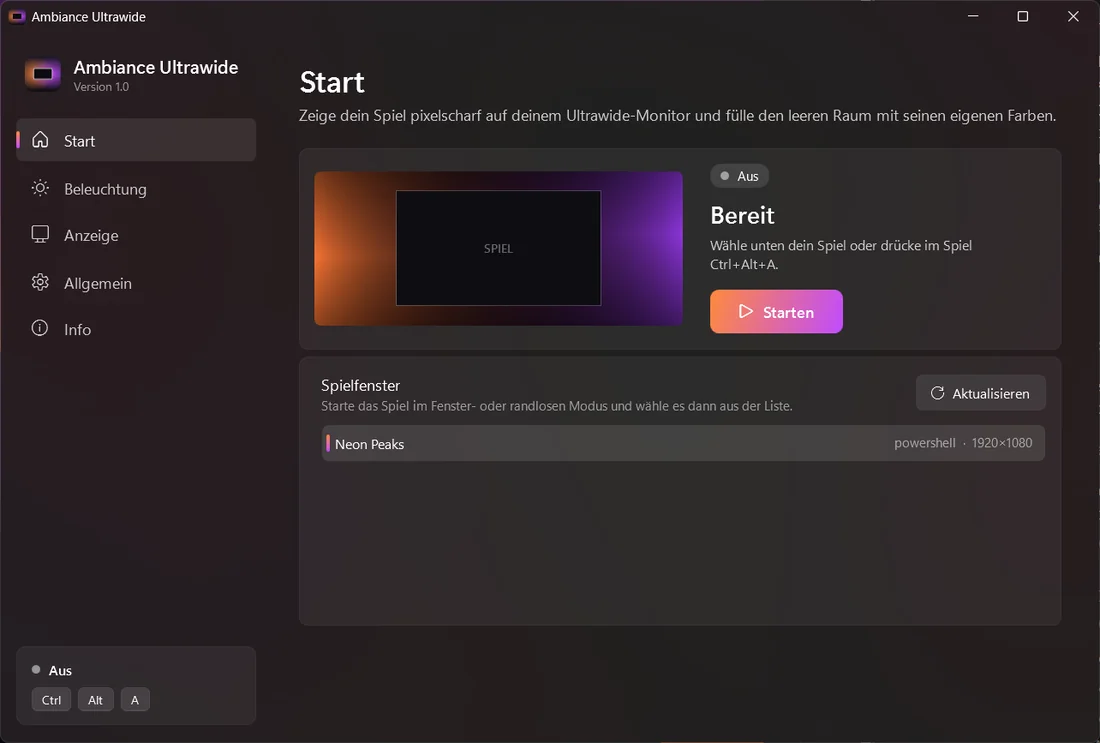 Ambiance Ultrawide
Ambiance Ultrawide
Version 1.0
Start
Beleuchtung
Anzeige
Allgemein
Info
Aus
Ctrl Alt A
Start
Zeige dein Spiel pixelscharf auf deinem Ultrawide-Monitor und fülle den leeren Raum mit seinen eigenen Farben.
SPIEL
Aus
Bereit
Wähle unten dein Spiel oder drücke im Spiel
Ctrl+Alt+A.
Starten
Spielfenster
Starte das Spiel im Fenster- oder randlosen Modus und wähle es dann aus der Liste.
Aktualisieren
Neon Peaks
powershell · 1920×1080